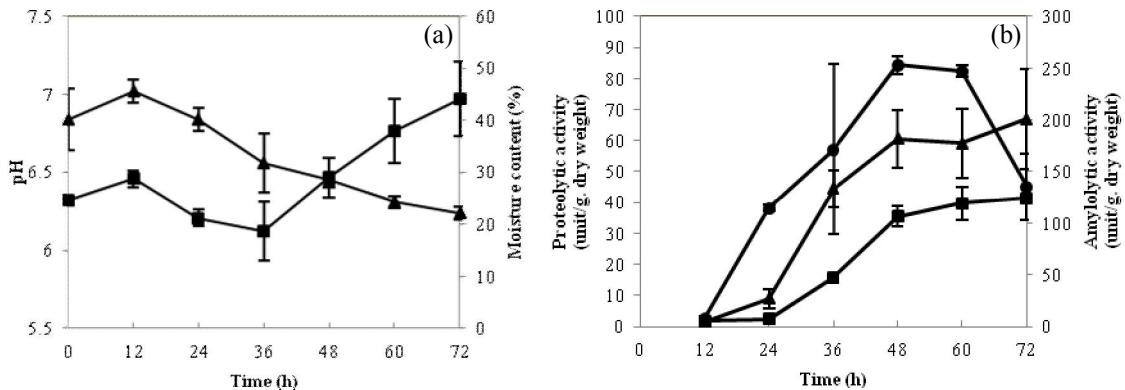 (a)
7.5
7
6.5
6
5.5
pH
60
50
40
30
20
10
0
Moisture content (%)
0 12 24 36 48 60 72
Time (h)
(b)
100
90
80
70
60
50
40
30
20
10
0
Proteolytic activity
(unit/g. dry weight)
300
250
200
150
100
50
0
Amylolytic activity
(unit/g. dry weight)
0 12 24 36 48 60 72
Time (h)